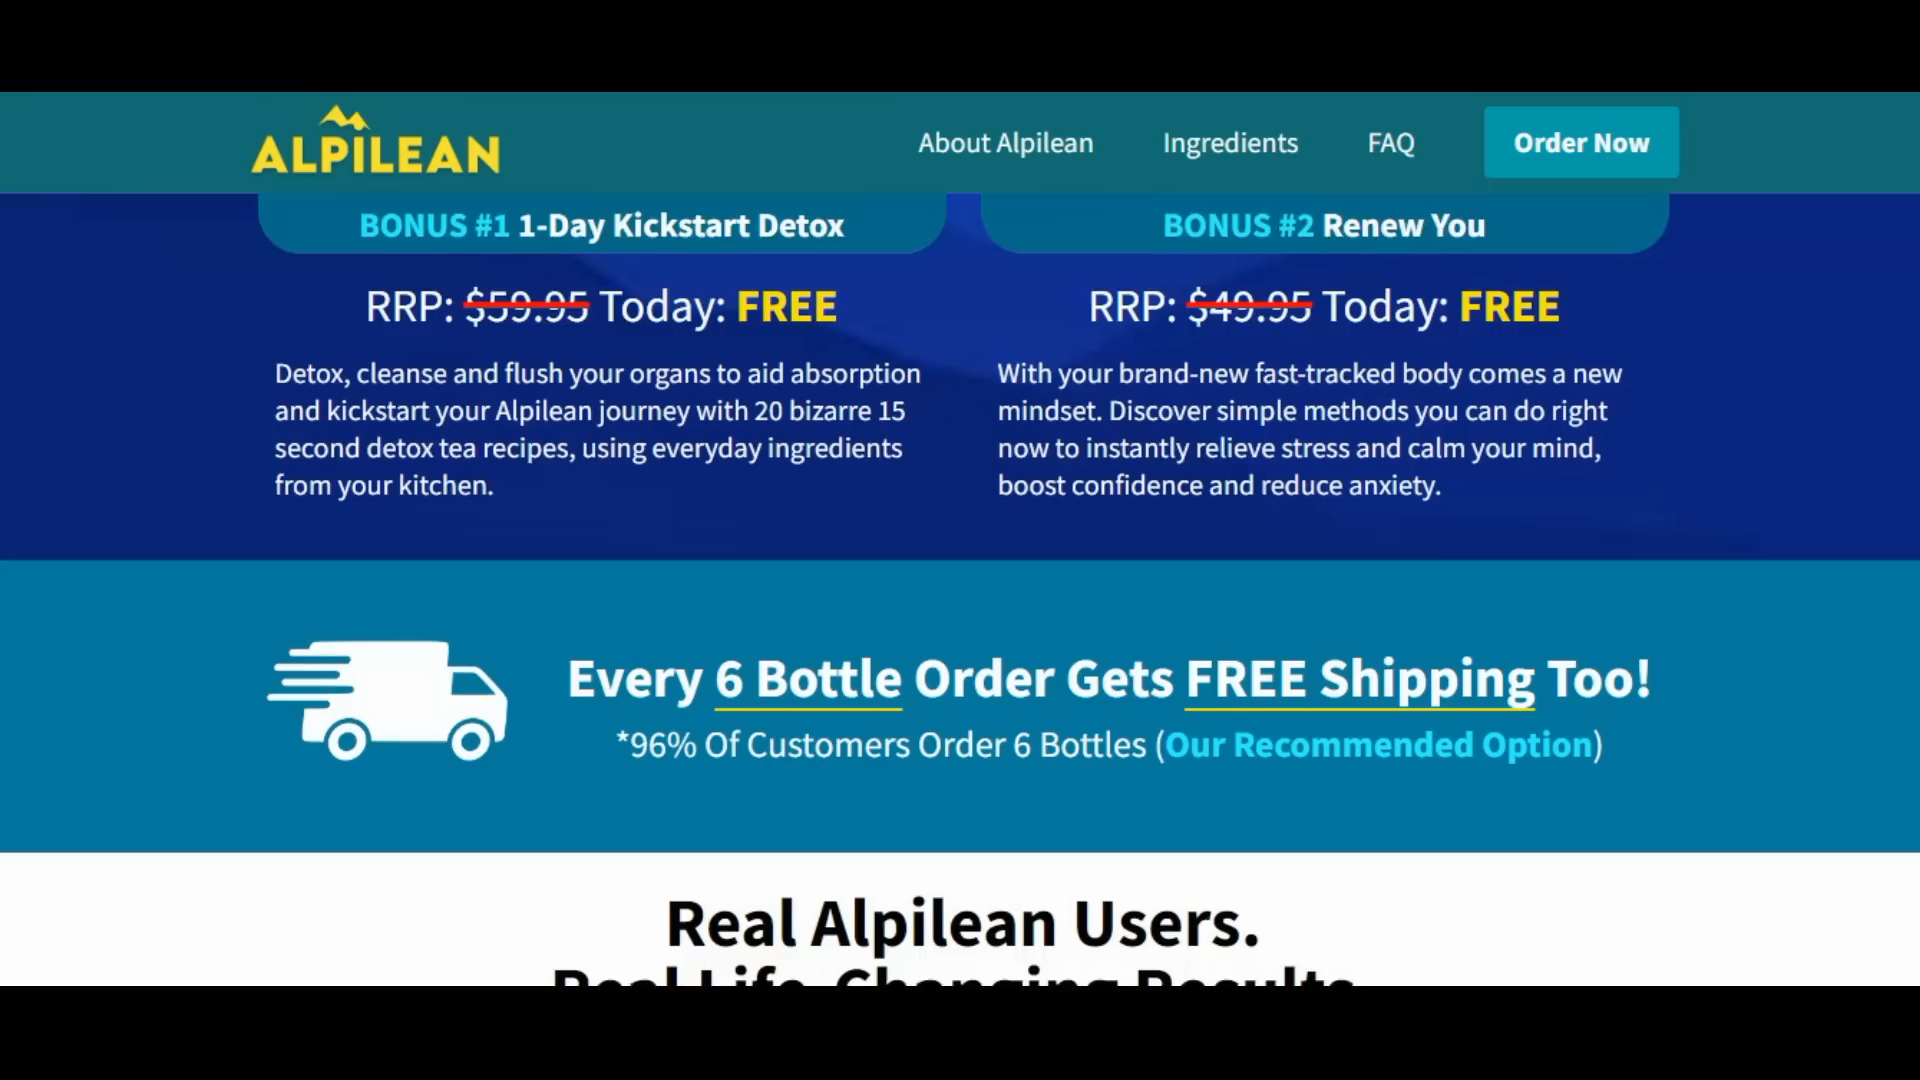 ALPILEAN
About Alpilean
Ingredients
FAQ
Order Now
BONUS #1 1-Day Kickstart Detox
RRP: $59.95 Today: FREE
Detox, cleanse and flush your organs to aid absorption
and kickstart your Alpilean journey with 20 bizarre 15
second detox tea recipes, using everyday ingredients
from your kitchen.
BONUS #2 Renew You
RRP: $49.95 Today: FREE
With your brand-new fast-tracked body comes a new
mindset. Discover simple methods you can do right
now to instantly relieve stress and calm your mind,
boost confidence and reduce anxiety.
Every 6 Bottle Order Gets FREE Shipping Too!
*96% Of Customers Order 6 Bottles (Our Recommended Option)
Real Alpilean Users.
Real Life-Changing Results